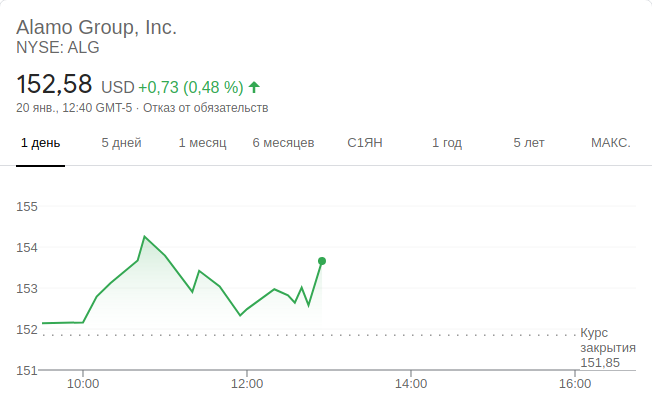 Alamo Group, Inc.
NYSE: ALG
152,58 USD +0,73 (0,48 %)
20 янв., 12:40 GMT-5 · Отказ от обязательств
1 день 5 дней 1 месяц 6 месяцев С1ЯН 1 год 5 лет МАКС.
155
154
153
152
Курс
закрытия
151,85
151
10:00 12:00 14:00 16:00